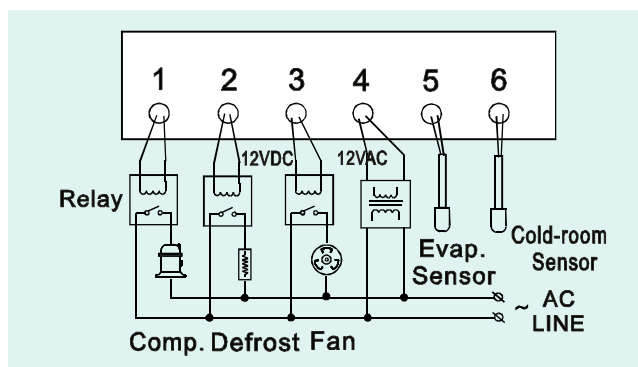 1 2 3 4 5 6
12VDC 12VAC
Relay
Evap.
Sensor
Cold-room
Sensor
~ AC
LINE
Comp. Defrost Fan